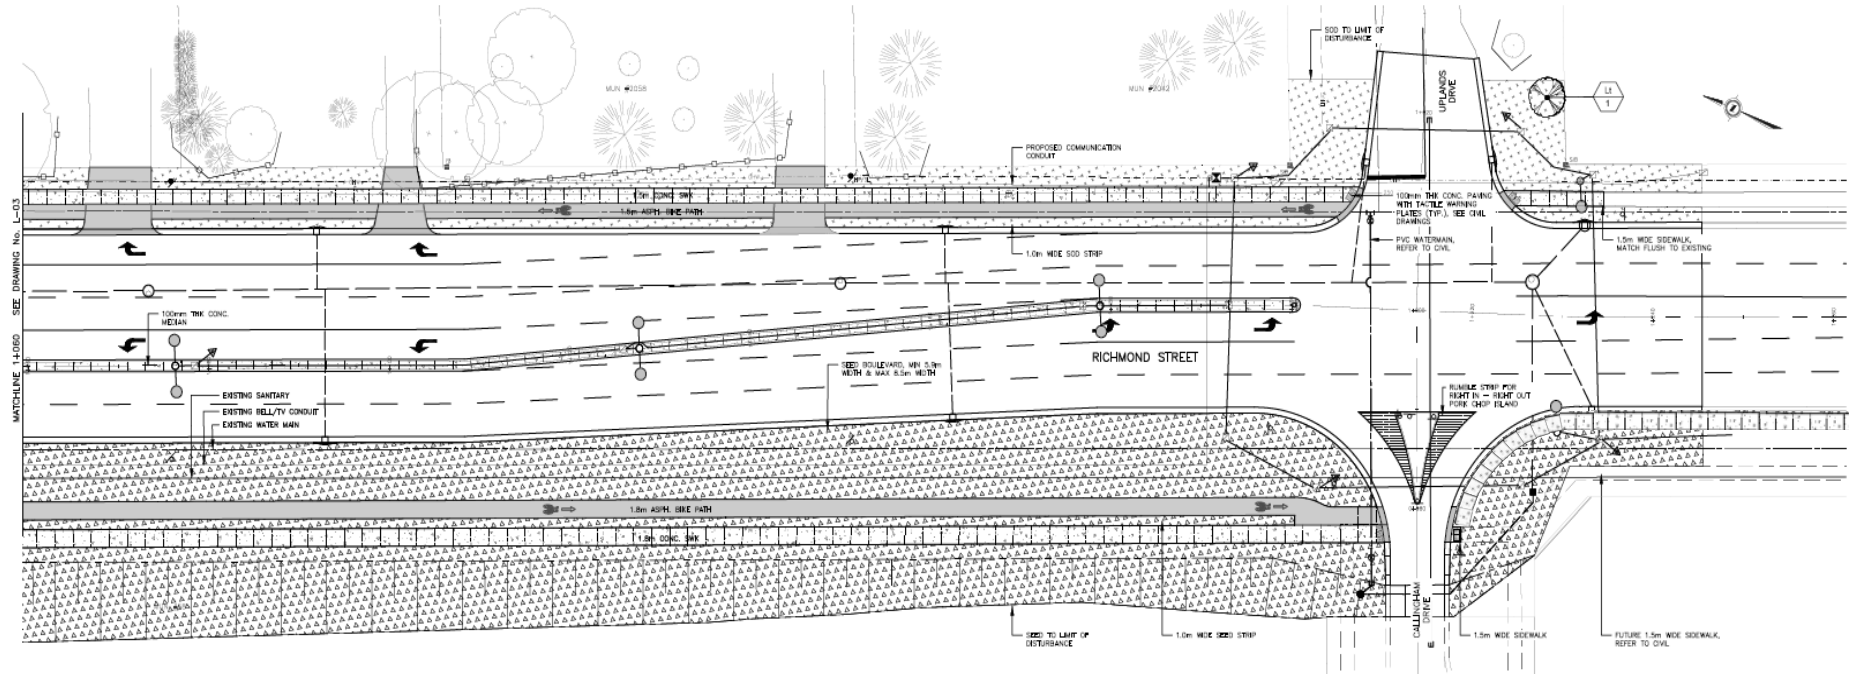 SOD TO LIMIT OF
DISTURBANCE
UPLANDS
DRIVE
Lt
1
MUN #2058
MUN #2042
PROPOSED COMMUNICATION
CONDUIT
1.5m CONC. SWK
1.8m ASPH. BIKE PATH
100mm THK CONC. PAVING
WITH TACTILE WARNING
PLATES (TYP.), SEE CIVIL
DRAWINGS
PVC WATERMAIN,
REFER TO CIVIL
1.5m WIDE SIDEWALK,
MATCH FLUSH TO EXISTING
1.0m WIDE SOD STRIP
MATCHLINE 1+060 SEE DRAWING No. L-03
100mm THK CONC.
MEDIAN
RICHMOND STREET
SEED BOULEVARD, MIN 5.9m
WIDTH & MAX 8.5m WIDTH
EXISTING SANITARY
EXISTING BELL/TV CONDUIT
EXISTING WATER MAIN
RUMBLE STRIP FOR
RIGHT IN - RIGHT OUT
PORK CHOP ISLAND
1.8m ASPH. BIKE PATH
1.8m CONC. SWK
CALLINGHAM
DRIVE
SEED TO LIMIT OF
DISTURBANCE
1.0m WIDE SEED STRIP
1.5m WIDE SIDEWALK
FUTURE 1.5m WIDE SIDEWALK,
REFER TO CIVIL